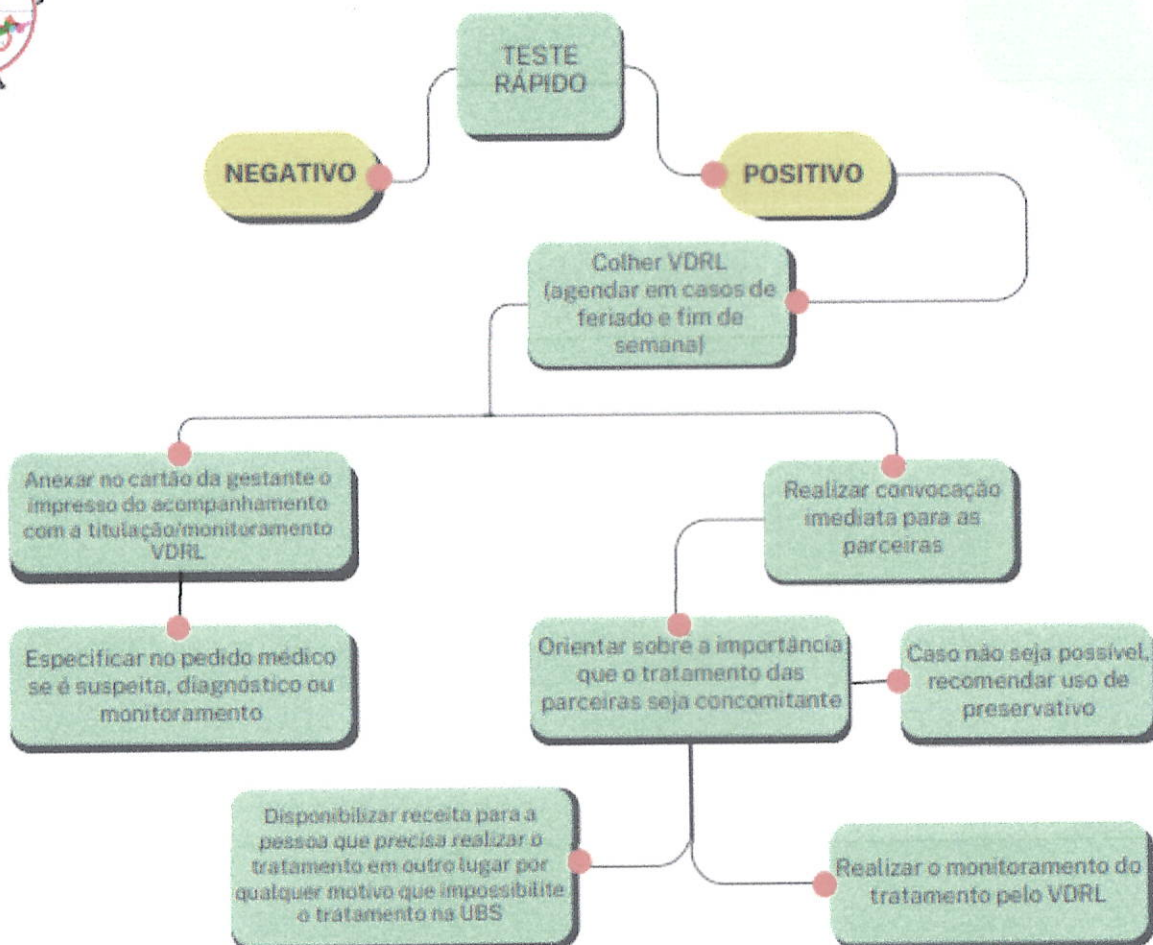 TESTE
RÁPIDO
NEGATIVO
POSITIVO
Colher VDRL
(agendar em casos de
feriado e fim de
semana)
Anexar no cartão da gestante o
impresso do acompanhamento
com a titulação/monitoramento
VDRL
Realizar convocação
imediata para as
parceiras
Especificar no pedido médico
se é suspeita, diagnóstico ou
monitoramento
Orientar sobre a importância
que o tratamento das
parceiras seja concomitante
Caso não seja possível,
recomendar uso de
preservativo
Disponibilizar receita para a
pessoa que precisa realizar o
tratamento em outro lugar por
qualquer motivo que impossibilite
o tratamento na UBS
Realizar o monitoramento do
tratamento pelo VDRL